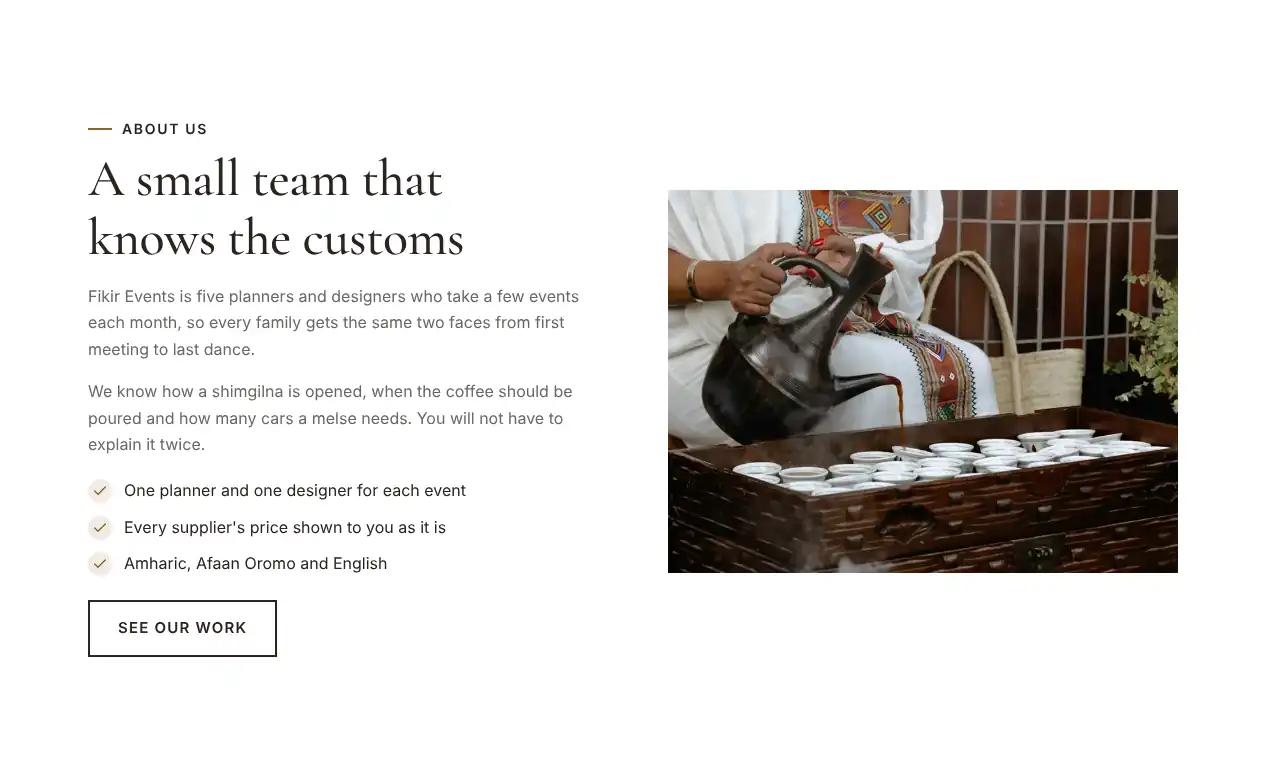 ABOUT US
A small team that
knows the customs
Fikir Events is five planners and designers who take a few events
each month, so every family gets the same two faces from first
meeting to last dance.
We know how a shimgilna is opened, when the coffee should be
poured and how many cars a melse needs. You will not have to
explain it twice.
One planner and one designer for each event
Every supplier's price shown to you as it is
Amharic, Afaan Oromo and English
SEE OUR WORK